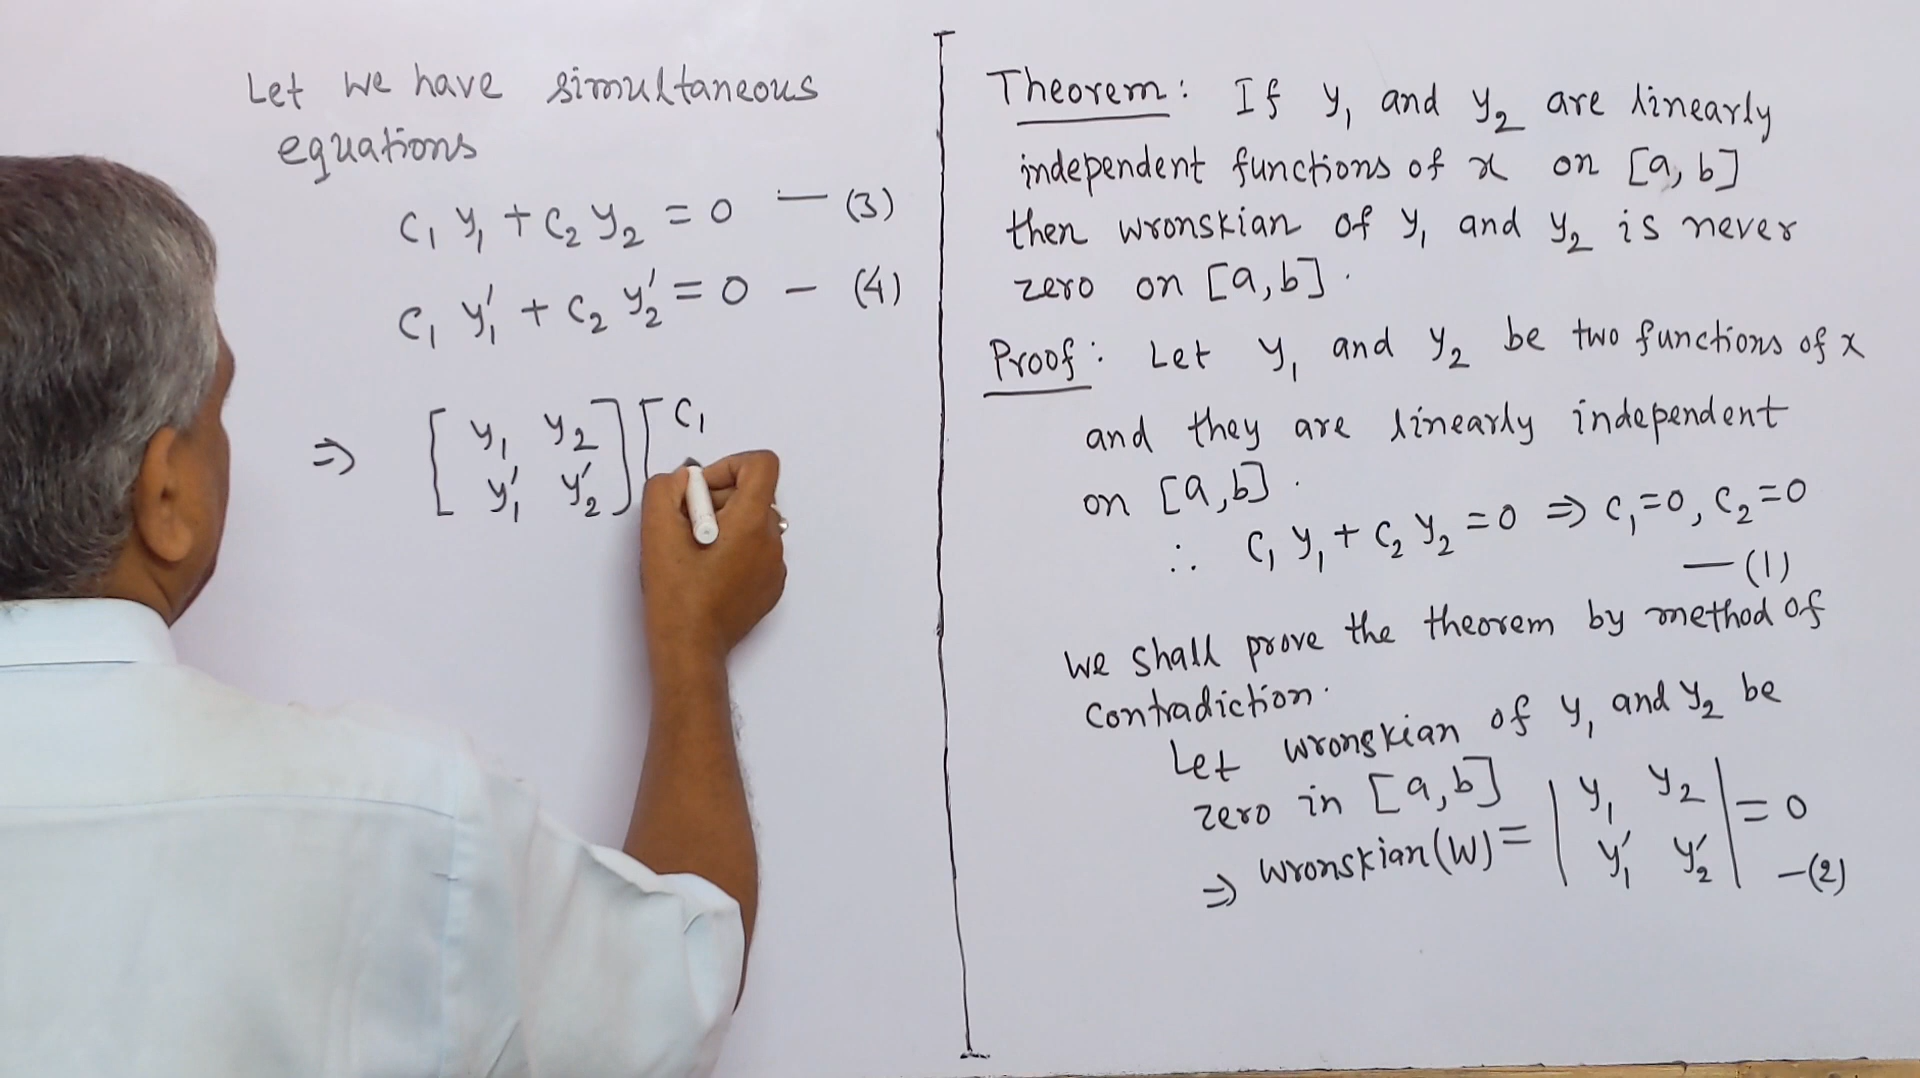 Let we have simultaneous
equations
c₁ y₁ + c₂ y₂ = 0 — (3)
c₁ y₁′ + c₂ y₂′ = 0 — (4)
⇒ [ y₁ y₂ ] [ c₁
y₁′ y₂′
Theorem: If y₁ and y₂ are linearly
independent functions of x on [a, b]
then wronskian of y₁ and y₂ is never
zero on [a, b].
Proof: Let y₁ and y₂ be two functions of x
and they are linearly independent
on [a, b].
∴ c₁ y₁ + c₂ y₂ = 0 ⇒ c₁=0, c₂=0
— (1)
we shall prove the theorem by method of
contradiction.
Let wronskian of y₁ and y₂ be
zero in [a, b]
⇒ wronskian (W) = | y₁ y₂ | = 0
y₁′ y₂′ — (2)